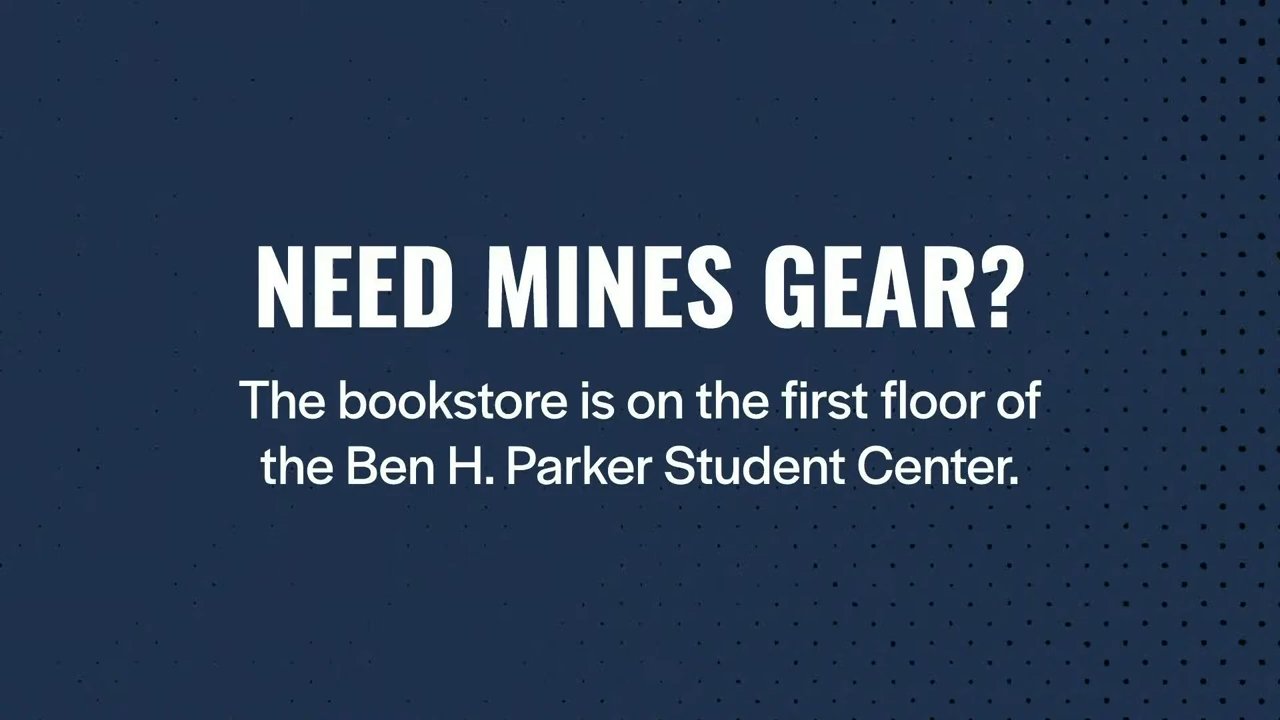 NEED MINES GEAR?
The bookstore is on the first floor of
the Ben H. Parker Student Center.